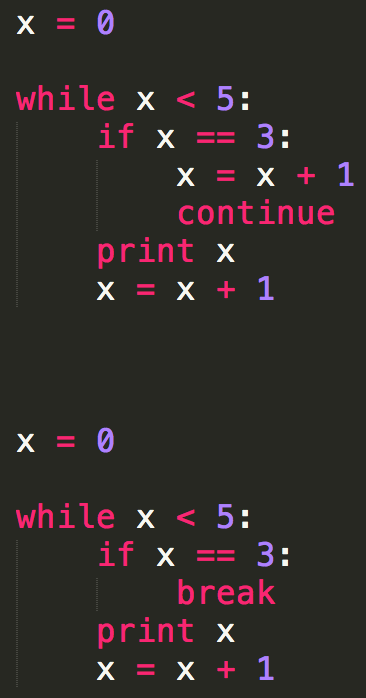 x = 0
while x < 5:
if x == 3:
x = x + 1
continue
print x
x = x + 1
x = 0
while x < 5:
if x == 3:
break
print x
x = x + 1